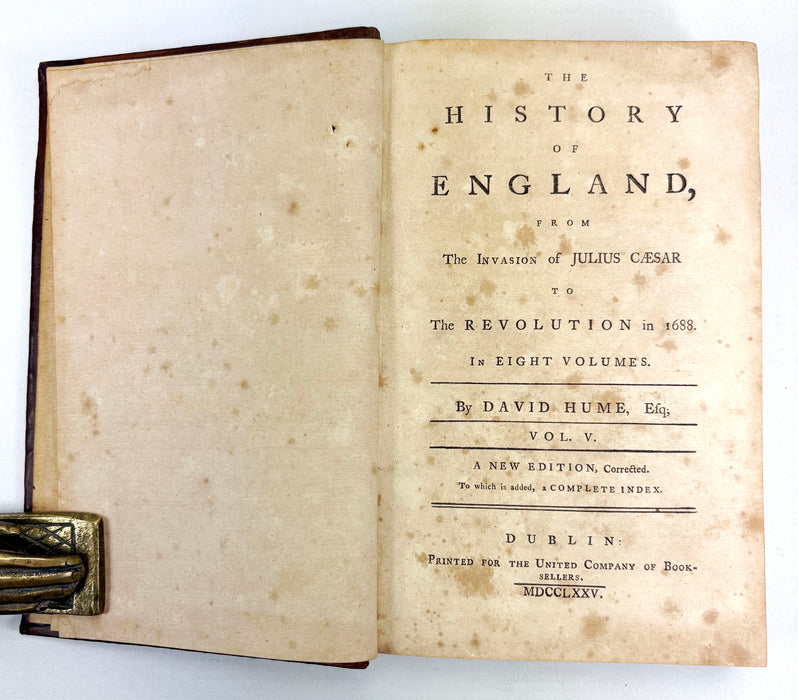 THE
HISTORY
OF
ENGLAND,
FROM
The INVASION of JULIUS CÆSAR
TO
The REVOLUTION in 1688.
IN EIGHT VOLUMES.
By DAVID HUME, Eſq;
VOL. V.
A NEW EDITION, Corrected.
To which is added, a COMPLETE INDEX.
DUBLIN:
PRINTED FOR THE UNITED COMPANY OF BOOK-
SELLERS.
MDCCLXXV.